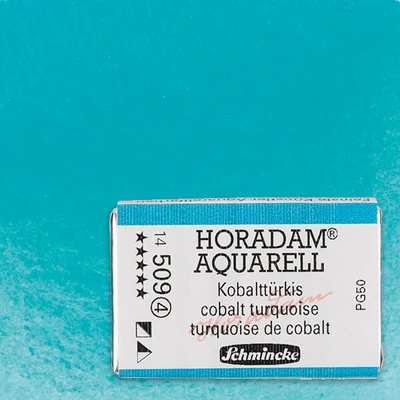 HORADAM®
AQUARELL
Kobalttürkis
cobalt turquoise
turquoise de cobalt
Schmincke
PG50
14 509 4
★★★★★